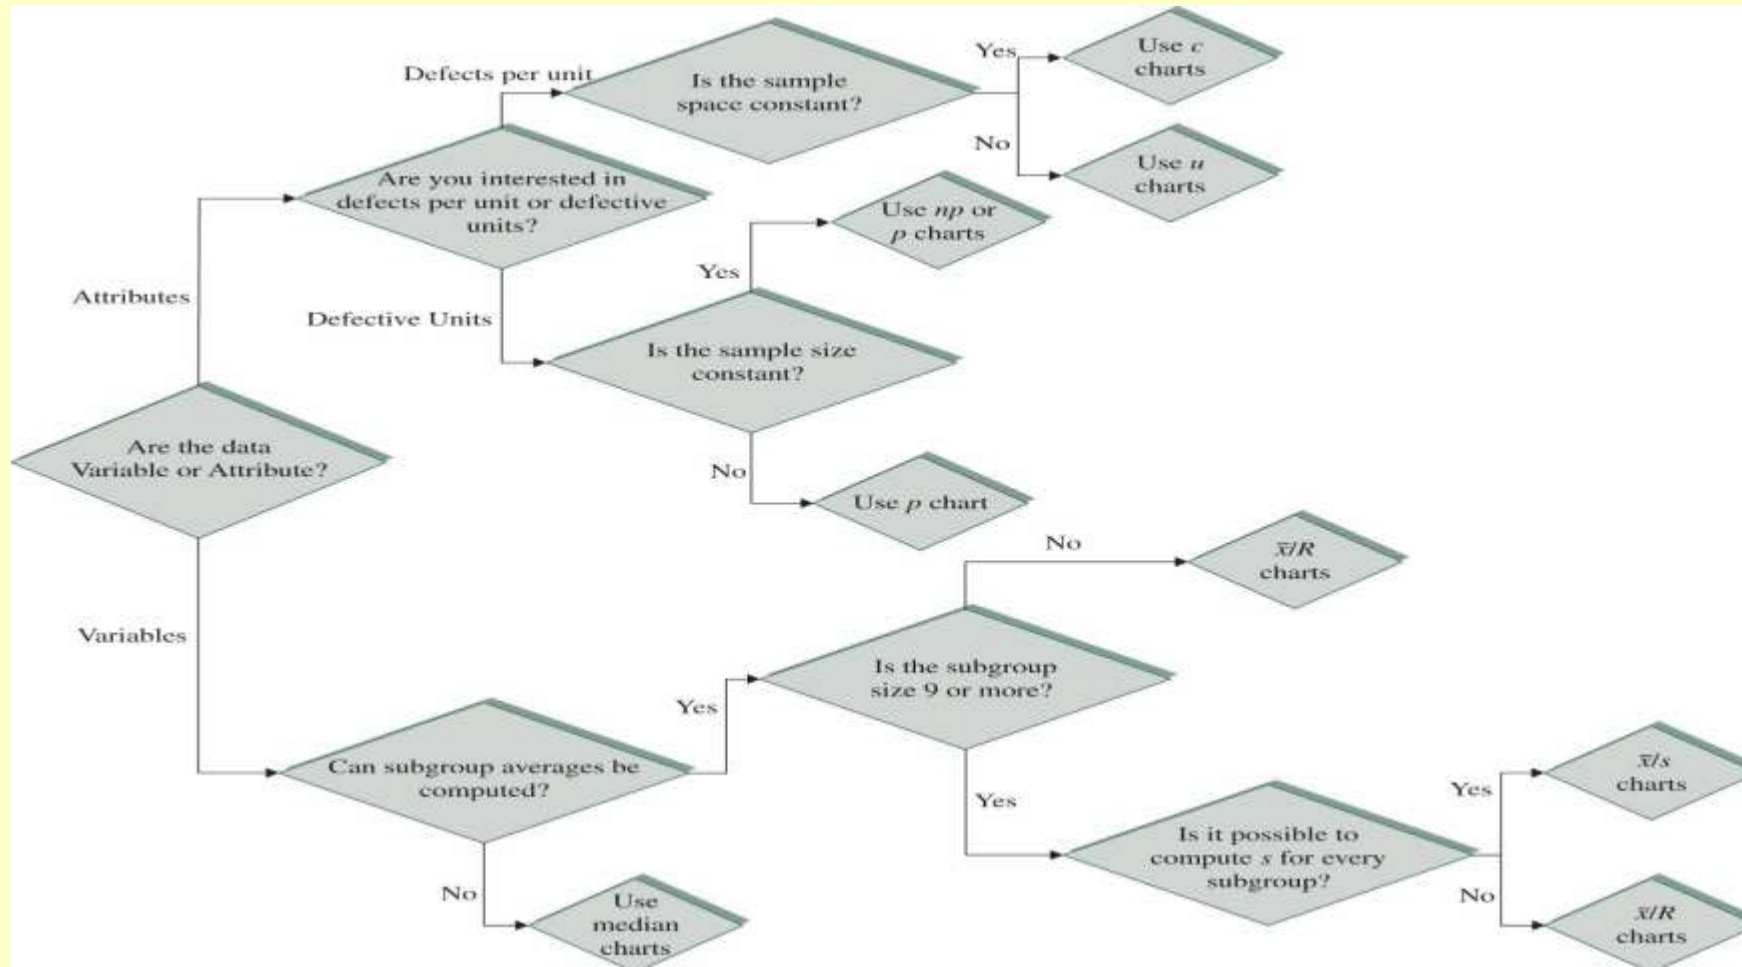 Defects per unit
Is the sample
space constant?
Yes
Use c
charts
No
Use u
charts
Are you interested in
defects per unit or defective
units?
Attributes
Defective Units
Yes
Use np or
p charts
Is the sample size
constant?
No
Use p chart
Are the data
Variable or Attribute?
Variables
Can subgroup averages be
computed?
No
Use
median
charts
Yes
Is the subgroup
size 9 or more?
No
x̅/R
charts
Yes
Is it possible to
compute s for every
subgroup?
Yes
x̅/s
charts
No
x̅/R
charts